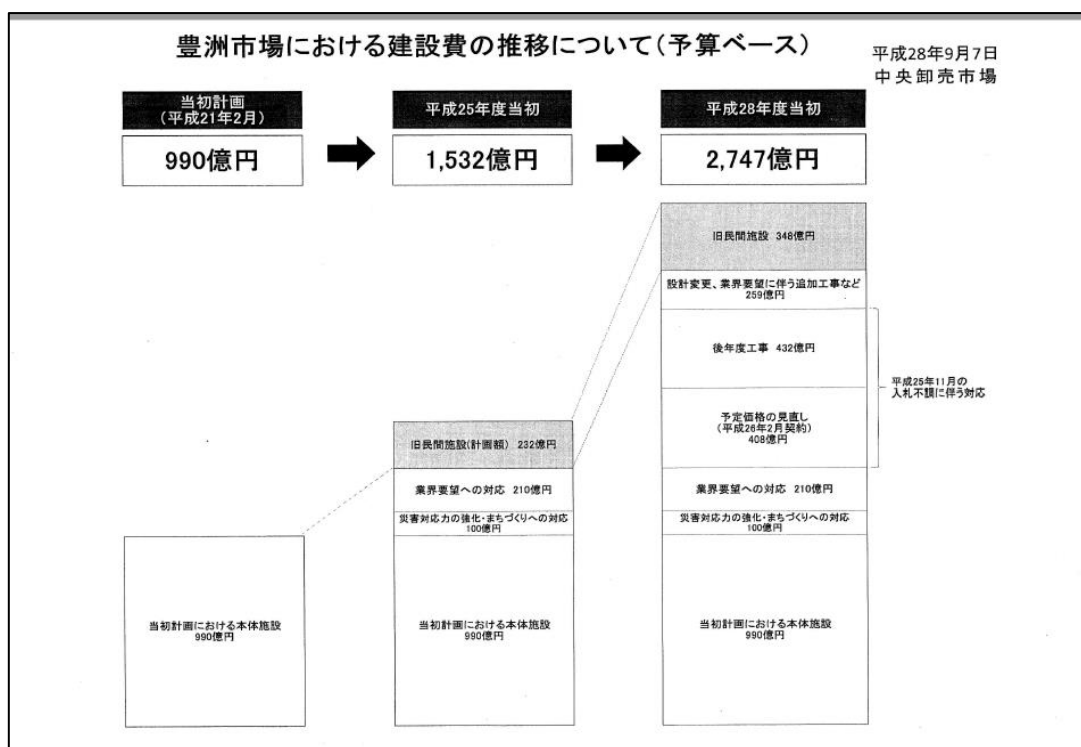 豊洲市場における建設費の推移について(予算ベース)
平成28年9月7日
中央卸売市場
当初計画
(平成21年2月)
990億円
平成25年度当初
1,532億円
平成28年度当初
2,747億円
当初計画における本体施設
990億円
旧民間施設(計画額) 232億円
業界要望への対応 210億円
災害対応力の強化・まちづくりへの対応
100億円
当初計画における本体施設
990億円
旧民間施設 348億円
設計変更、業界要望に伴う追加工事など
259億円
後年度工事 432億円
予定価格の見直し
(平成26年2月契約)
408億円
平成25年11月の
入札不調に伴う対応
業界要望への対応 210億円
災害対応力の強化・まちづくりへの対応
100億円
当初計画における本体施設
990億円